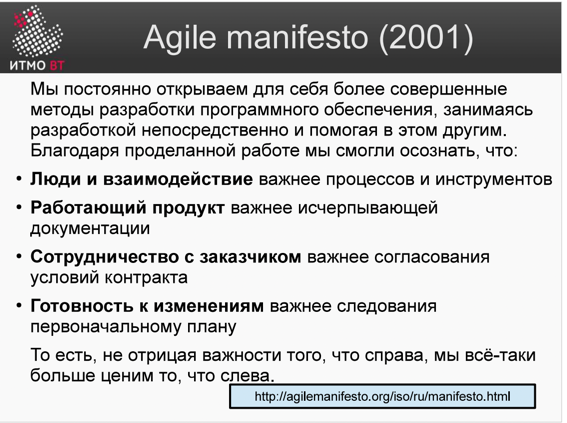 ИТМО ВТ
Agile manifesto (2001)
Мы постоянно открываем для себя более совершенные
методы разработки программного обеспечения, занимаясь
разработкой непосредственно и помогая в этом другим.
Благодаря проделанной работе мы смогли осознать, что:
• Люди и взаимодействие важнее процессов и инструментов
• Работающий продукт важнее исчерпывающей
документации
• Сотрудничество с заказчиком важнее согласования
условий контракта
• Готовность к изменениям важнее следования
первоначальному плану
То есть, не отрицая важности того, что справа, мы всё-таки
больше ценим то, что слева.
http://agilemanifesto.org/iso/ru/manifesto.html